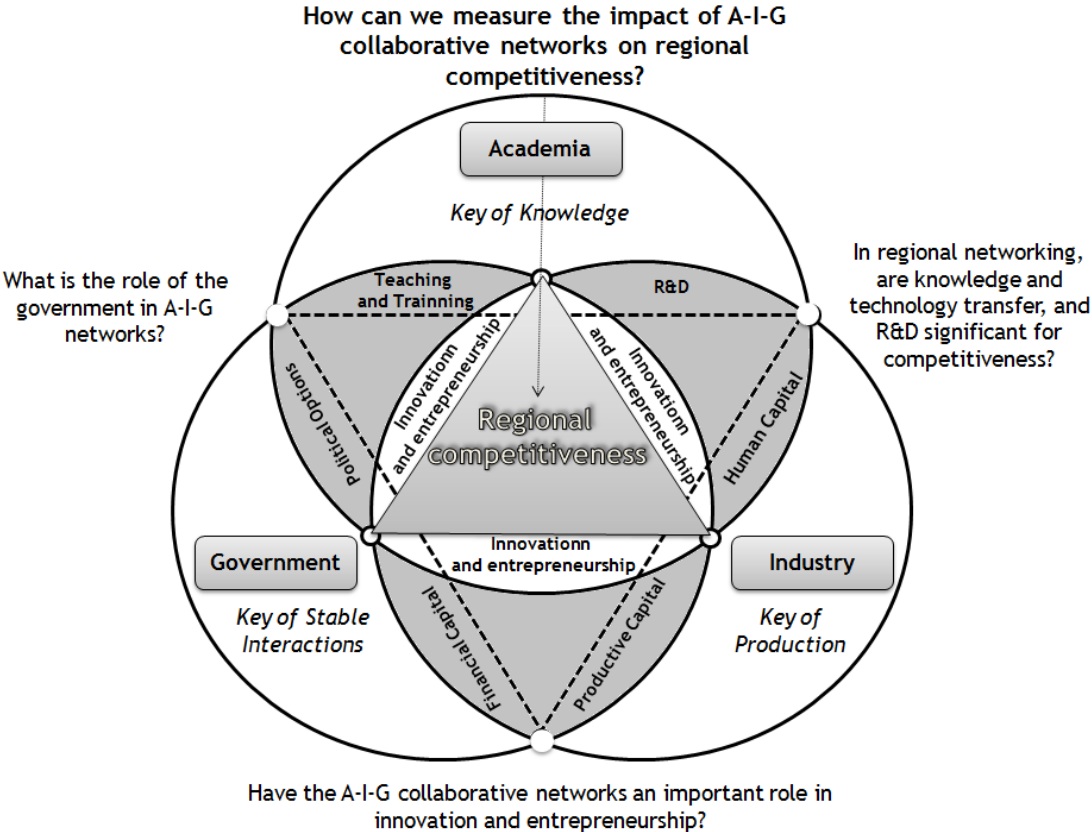 How can we measure the impact of A-I-G
collaborative networks on regional
competitiveness?
Academia
Key of Knowledge
What is the role of the
government in A-I-G
networks?
Teaching
and Trainning
R&D
In regional networking,
are knowledge and
technology transfer, and
R&D significant for
competitiveness?
Political Options
Innovationn
and entrepreneurship
Innovationn
and entrepreneurship
Human Capital
Regional
competitiveness
Government
Key of Stable
Interactions
Innovationn
and entrepreneurship
Industry
Key of
Production
Financial Capital
Productive Capital
Have the A-I-G collaborative networks an important role in
innovation and entrepreneurship?